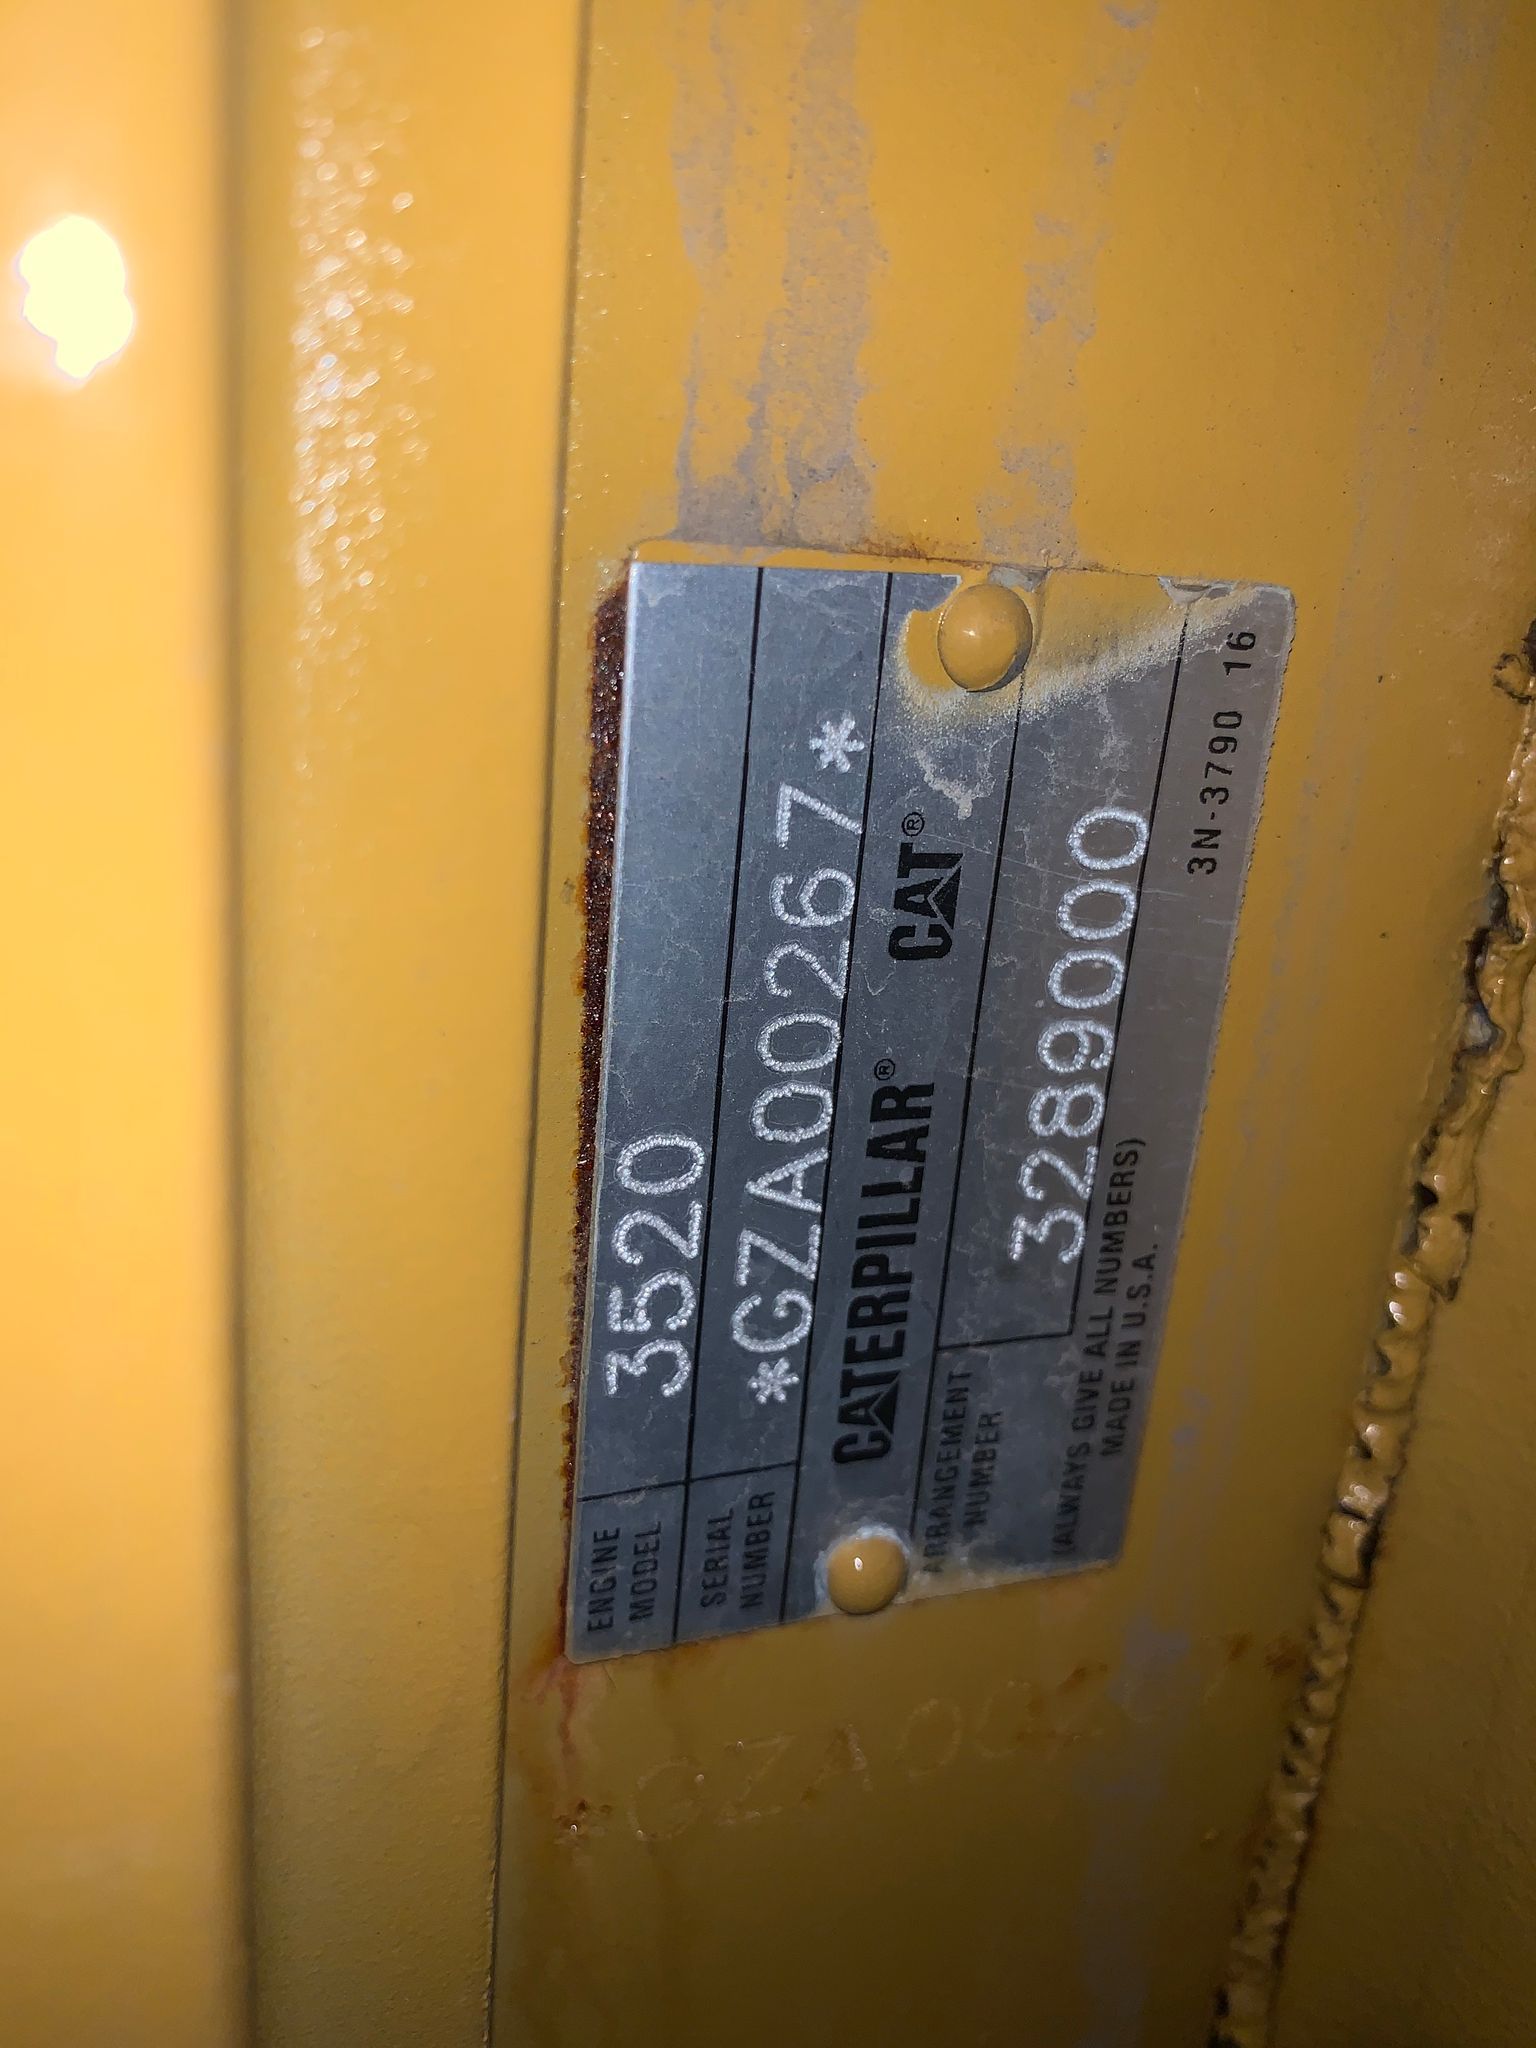 ENGINE
MODEL
3520
SERIAL
NUMBER
*GZA00267*
CATERPILLAR® CAT®
ARRANGEMENT
NUMBER
3289000
(ALWAYS GIVE ALL NUMBERS)
MADE IN U.S.A.
3N-3790 16